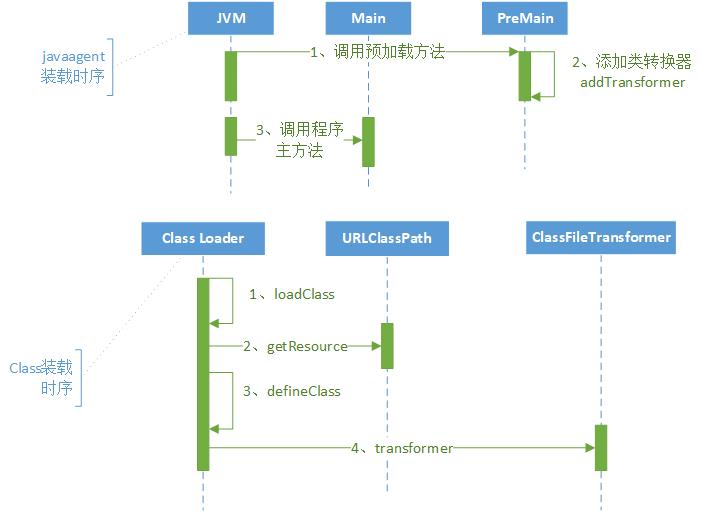 JVM
Main
PreMain
javaagent
装载时序
1、调用预加载方法
2、添加类转换器
addTransformer
3、调用程序
主方法
Class Loader
URLClassPath
ClassFileTransformer
1、loadClass
2、getResource
Class装载
时序
3、defineClass
4、transformer